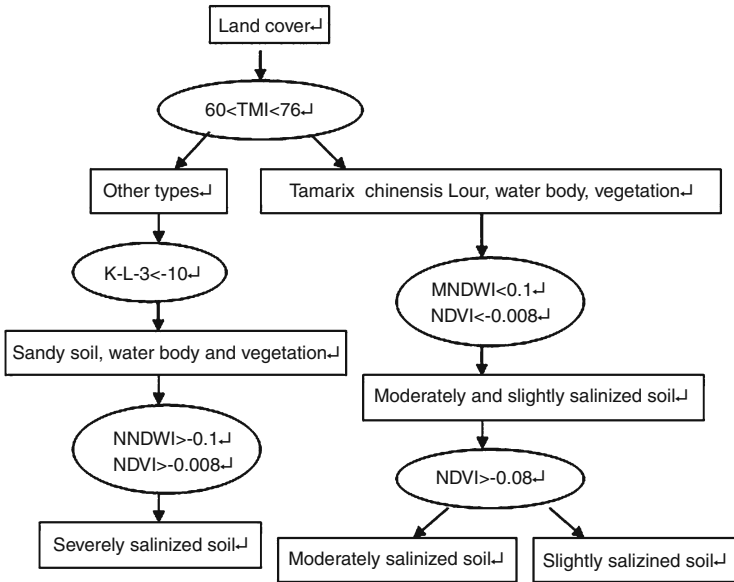 Land cover↵
60<TMI<76↵
Other types↵
Tamarix chinensis Lour, water body, vegetation↵
K-L-3<-10↵
MNDWI<0.1↵
NDVI<-0.008↵
Sandy soil, water body and vegetation↵
Moderately and slightly salinized soil↵
NNDWI>-0.1↵
NDVI>-0.008↵
NDVI>-0.08↵
Severely salinized soil↵
Moderately salinized soil↵
Slightly salizined soil↵